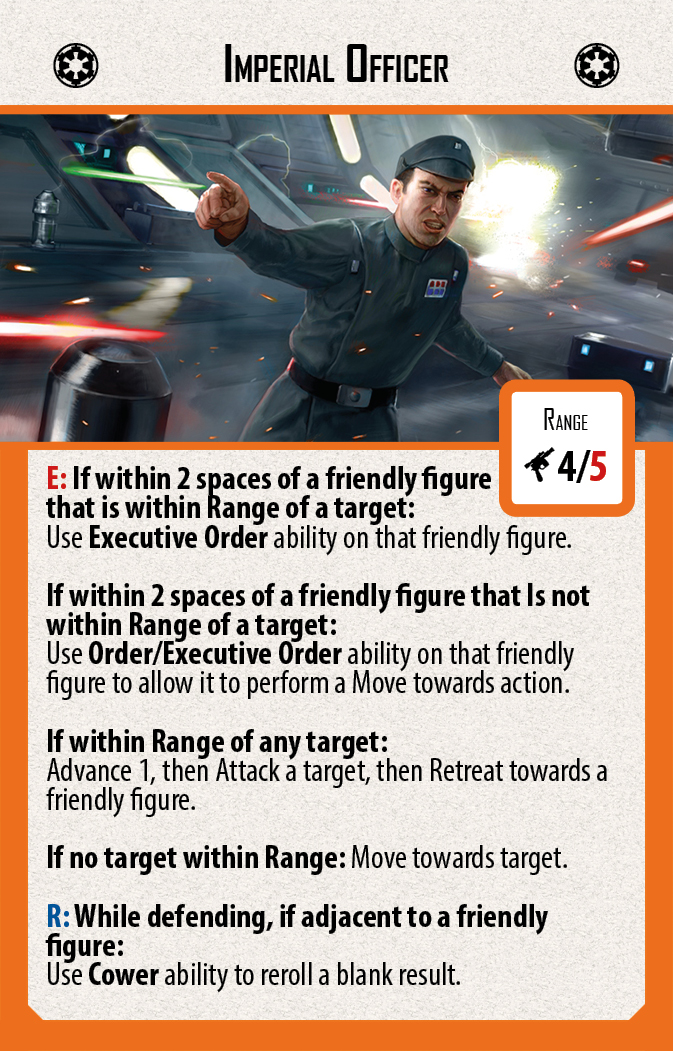 Imperial Officer
Range
4/5
E: If within 2 spaces of a friendly figure
that is within Range of a target:
Use Executive Order ability on that friendly figure.
If within 2 spaces of a friendly figure that Is not
within Range of a target:
Use Order/Executive Order ability on that friendly
figure to allow it to perform a Move towards action.
If within Range of any target:
Advance 1, then Attack a target, then Retreat towards a
friendly figure.
If no target within Range: Move towards target.
R: While defending, if adjacent to a friendly
figure:
Use Cower ability to reroll a blank result.